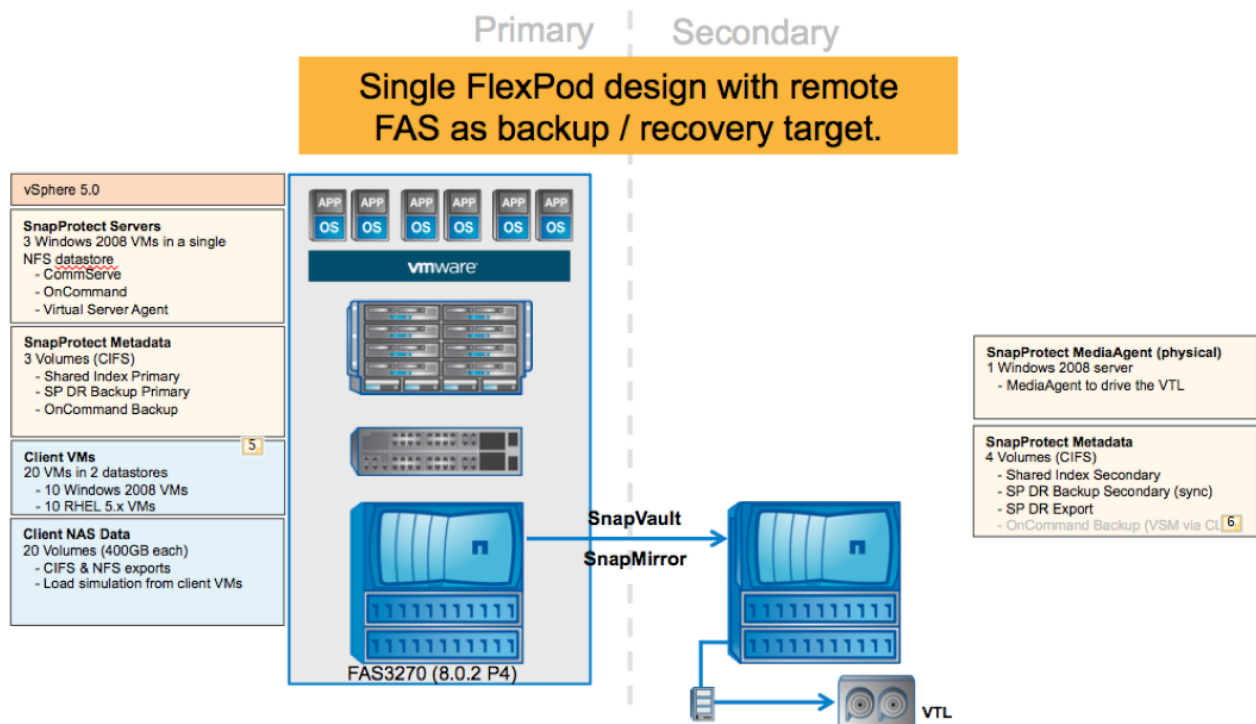 Primary
Secondary
Single FlexPod design with remote
FAS as backup / recovery target.
vSphere 5.0
SnapProtect Servers
3 Windows 2008 VMs in a single
NFS datastore
- CommServe
- OnCommand
- Virtual Server Agent
SnapProtect Metadata
3 Volumes (CIFS)
- Shared Index Primary
- SP DR Backup Primary
- OnCommand Backup
5
Client VMs
20 VMs in 2 datastores
- 10 Windows 2008 VMs
- 10 RHEL 5.x VMs
Client NAS Data
20 Volumes (400GB each)
- CIFS & NFS exports
- Load simulation from client VMs
APP APP APP APP APP APP
OS OS OS OS OS OS
vmware
FAS3270 (8.0.2 P4)
SnapVault
SnapMirror
VTL
SnapProtect MediaAgent (physical)
1 Windows 2008 server
- MediaAgent to drive the VTL
SnapProtect Metadata
4 Volumes (CIFS)
- Shared Index Secondary
- SP DR Backup Secondary (sync)
- SP DR Export
- OnCommand Backup (VSM via
6